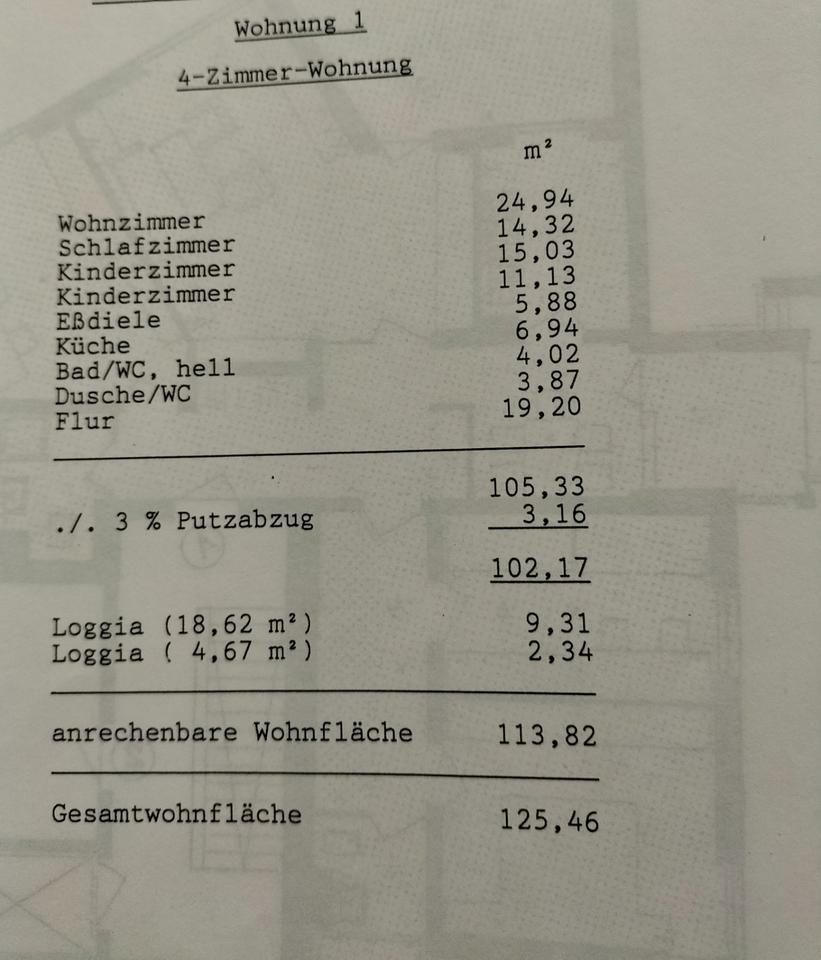 Wohnung 1
4-Zimmer-Wohnung
m²
Wohnzimmer 24,94
Schlafzimmer 14,32
Kinderzimmer 15,03
Kinderzimmer 11,13
Eßdiele 5,88
Küche 6,94
Bad/WC, hell 4,02
Dusche/WC 3,87
Flur 19,20
105,33
./. 3 % Putzabzug 3,16
102,17
Loggia (18,62 m²) 9,31
Loggia ( 4,67 m²) 2,34
anrechenbare Wohnfläche 113,82
Gesamtwohnfläche 125,46